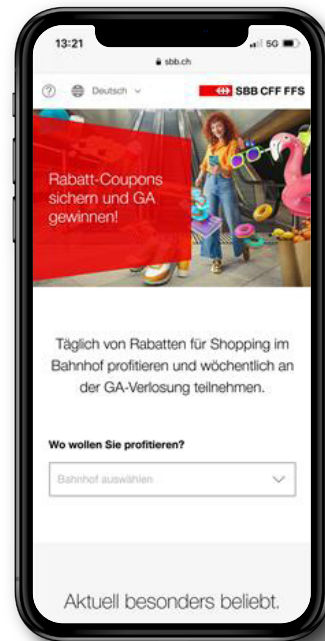 13:21
5G
sbb.ch
Deutsch
SBB CFF FFS
Rabatt-Coupons
sichern und GA
gewinnen!
Täglich von Rabatten für Shopping im
Bahnhof profitieren und wöchentlich an
der GA-Verlosung teilnehmen.
Wo wollen Sie profitieren?
Bahnhof auswählen
Aktuell besonders beliebt.